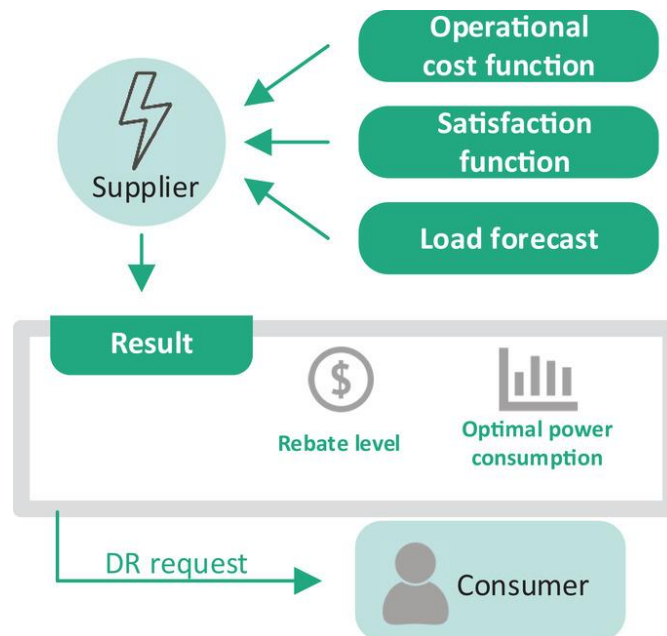 Operational
cost function
Satisfaction
function
Supplier
Load forecast
Result
$
Rebate level
Optimal power
consumption
DR request
Consumer